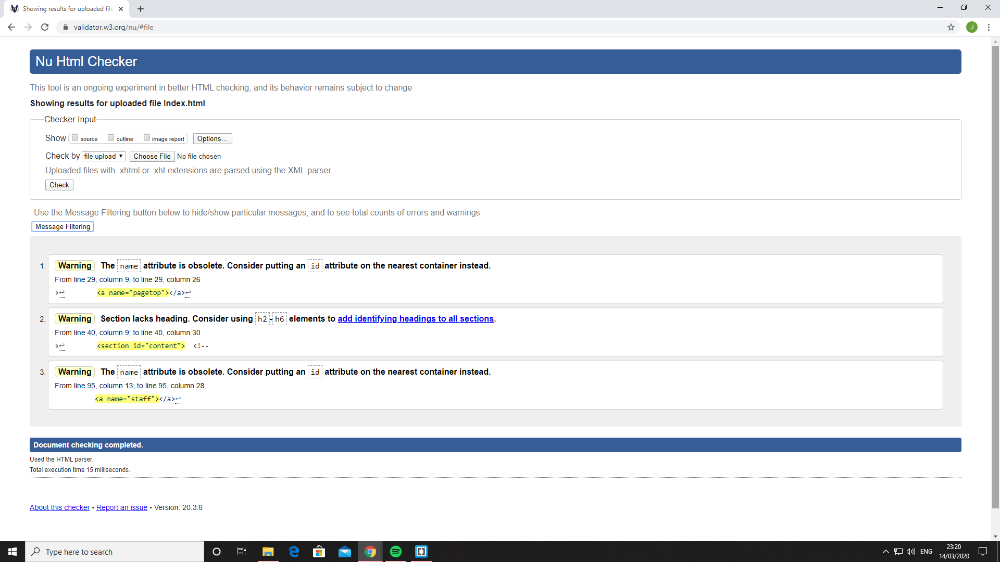 Showing results for uploaded file
validator.w3.org/nu/#file
J
Nu Html Checker
This tool is an ongoing experiment in better HTML checking, and its behavior remains subject to change
Showing results for uploaded file Index.html
Checker Input
Show source outline image report Options...
Check by file upload Choose File No file chosen
Uploaded files with .xhtml or .xht extensions are parsed using the XML parser.
Check
Use the Message Filtering button below to hide/show particular messages, and to see total counts of errors and warnings.
Message Filtering
1. Warning The name attribute is obsolete. Consider putting an id attribute on the nearest container instead.
From line 29, column 9; to line 29, column 26
>↩ <a name="pagetop"></a>↩
2. Warning Section lacks heading. Consider using h2-h6 elements to add identifying headings to all sections.
From line 40, column 9; to line 40, column 30
>↩ <section id="content"> <!--
3. Warning The name attribute is obsolete. Consider putting an id attribute on the nearest container instead.
From line 95, column 13; to line 95, column 28
<a name="staff"></a>↩
Document checking completed.
Used the HTML parser.
Total execution time 15 milliseconds.
About this checker • Report an issue • Version: 20.3.8
Type here to search
ENG
23:20
14/03/2020